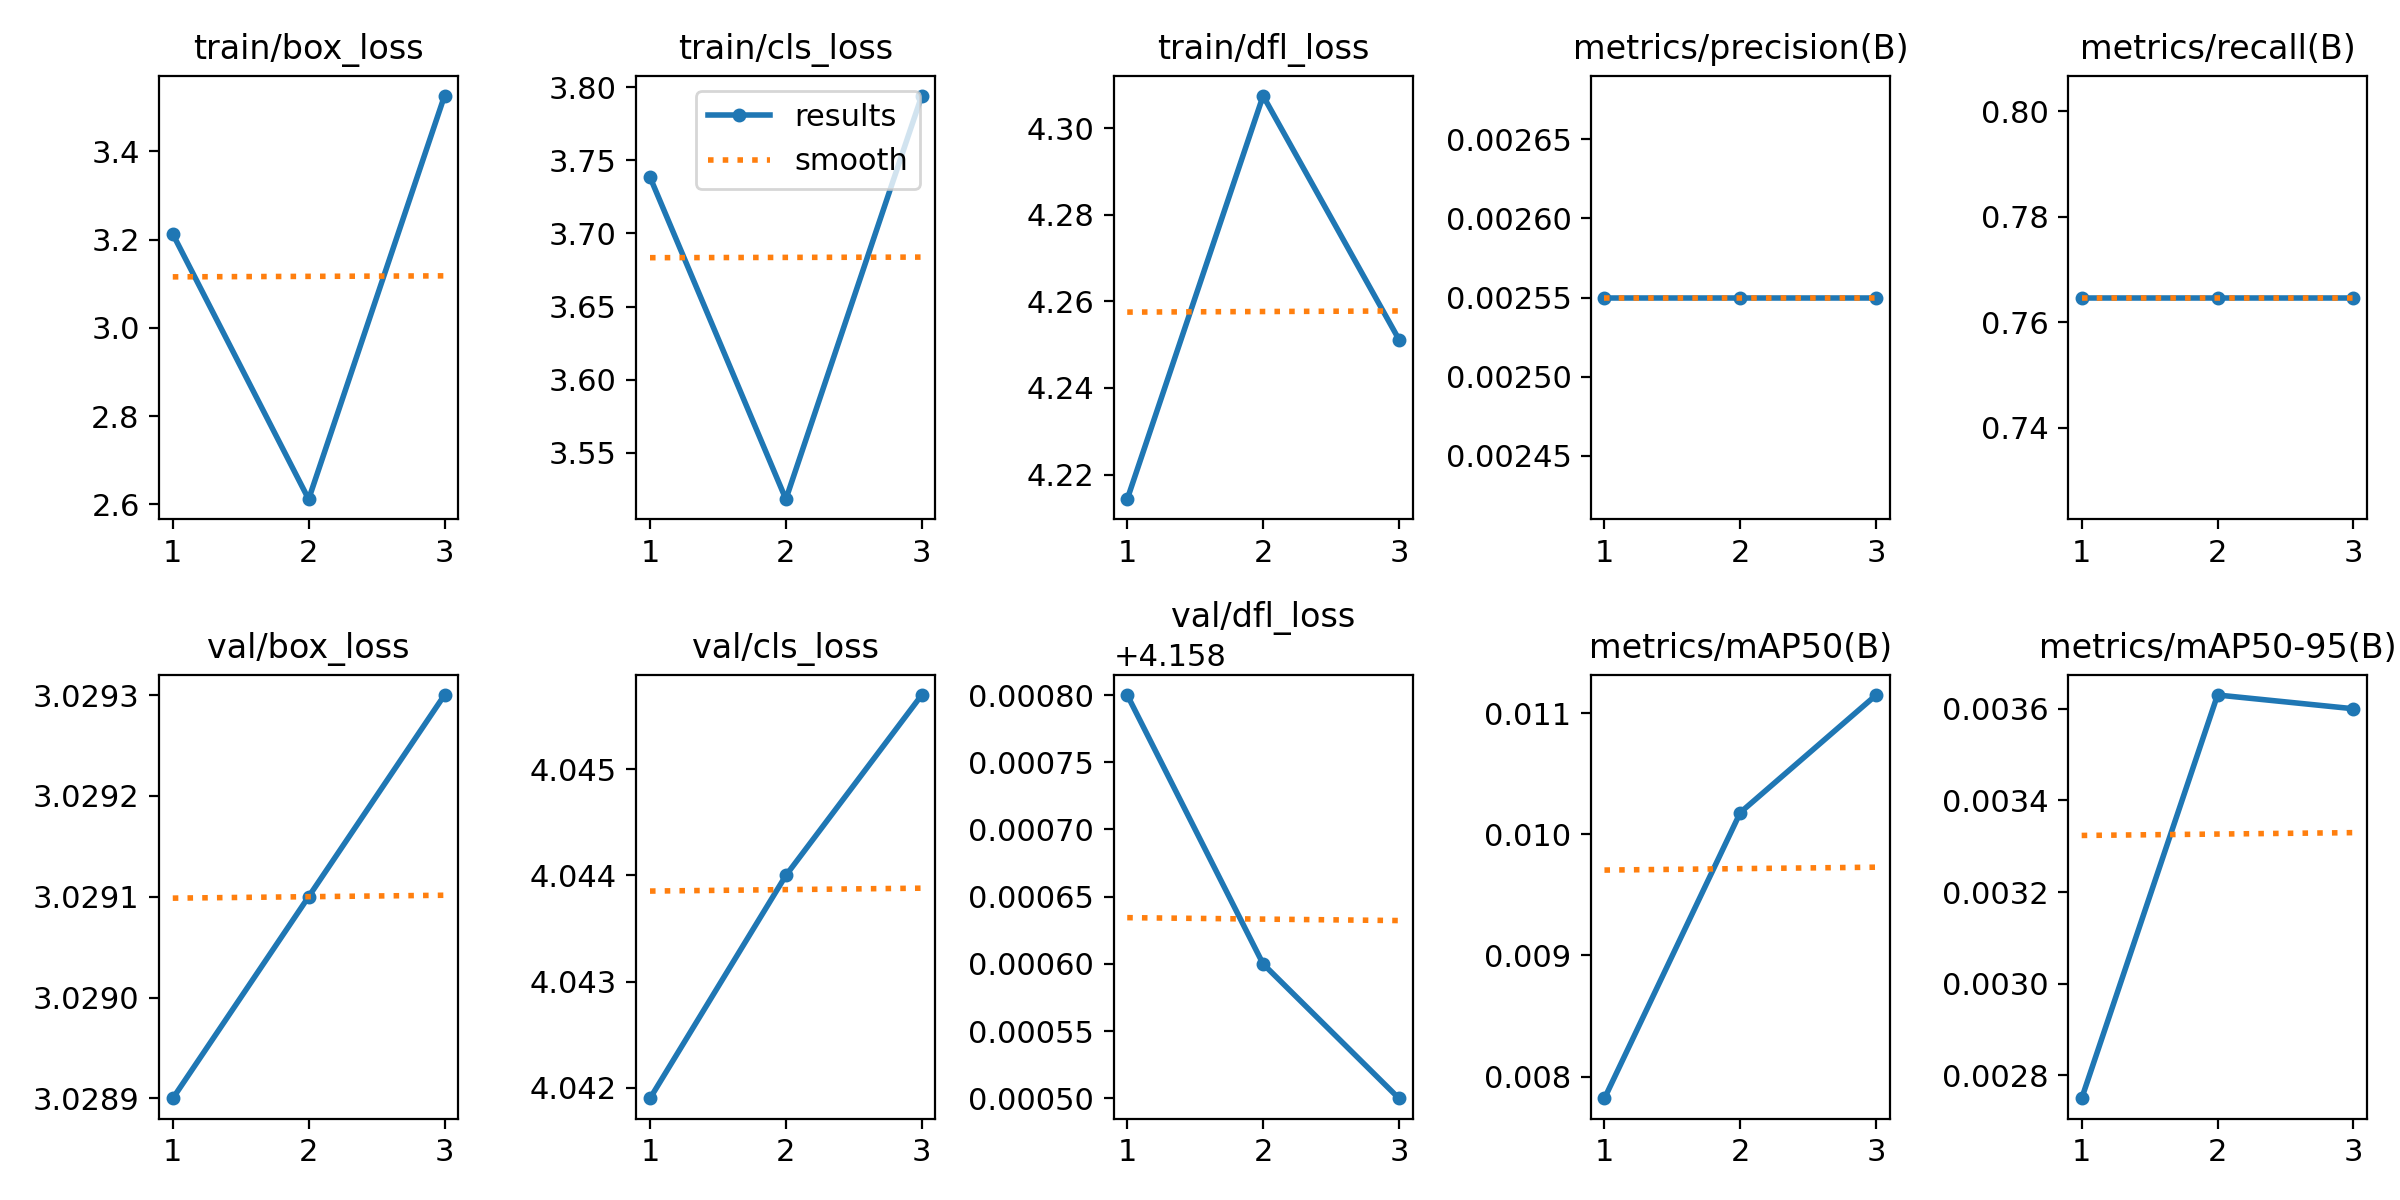 train/box_loss
3.4
3.2
3.0
2.8
2.6
1 2 3
train/cls_loss
3.80
3.75
3.70
3.65
3.60
3.55
results
smooth
1 2 3
train/dfl_loss
4.30
4.28
4.26
4.24
4.22
1 2 3
metrics/precision(B)
0.00265
0.00260
0.00255
0.00250
0.00245
1 2 3
metrics/recall(B)
0.80
0.78
0.76
0.74
1 2 3
val/box_loss
3.0293
3.0292
3.0291
3.0290
3.0289
1 2 3
val/cls_loss
4.045
4.044
4.043
4.042
1 2 3
val/dfl_loss
+4.158
0.00080
0.00075
0.00070
0.00065
0.00060
0.00055
0.00050
1 2 3
metrics/mAP50(B)
0.011
0.010
0.009
0.008
1 2 3
metrics/mAP50-95(B)
0.0036
0.0034
0.0032
0.0030
0.0028
1 2 3